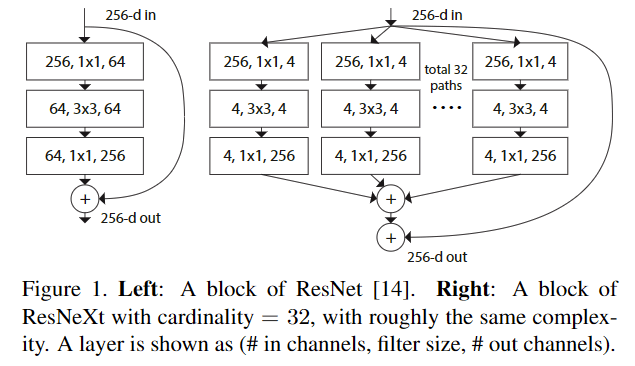 256-d in
256, 1x1, 64
64, 3x3, 64
64, 1x1, 256
+
256-d out
256-d in
256, 1x1, 4
256, 1x1, 4
total 32
paths
....
256, 1x1, 4
4, 3x3, 4
4, 3x3, 4
4, 3x3, 4
4, 1x1, 256
4, 1x1, 256
4, 1x1, 256
+
+
256-d out
Figure 1. Left: A block of ResNet [14]. Right: A block of
ResNeXt with cardinality = 32, with roughly the same complex-
ity. A layer is shown as (# in channels, filter size, # out channels).